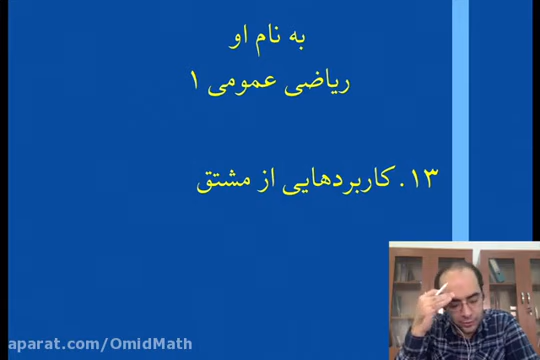 به نام او
ریاضی عمومی ۱
۱۳. کاربردهایی از مشتق
aparat.com/OmidMath